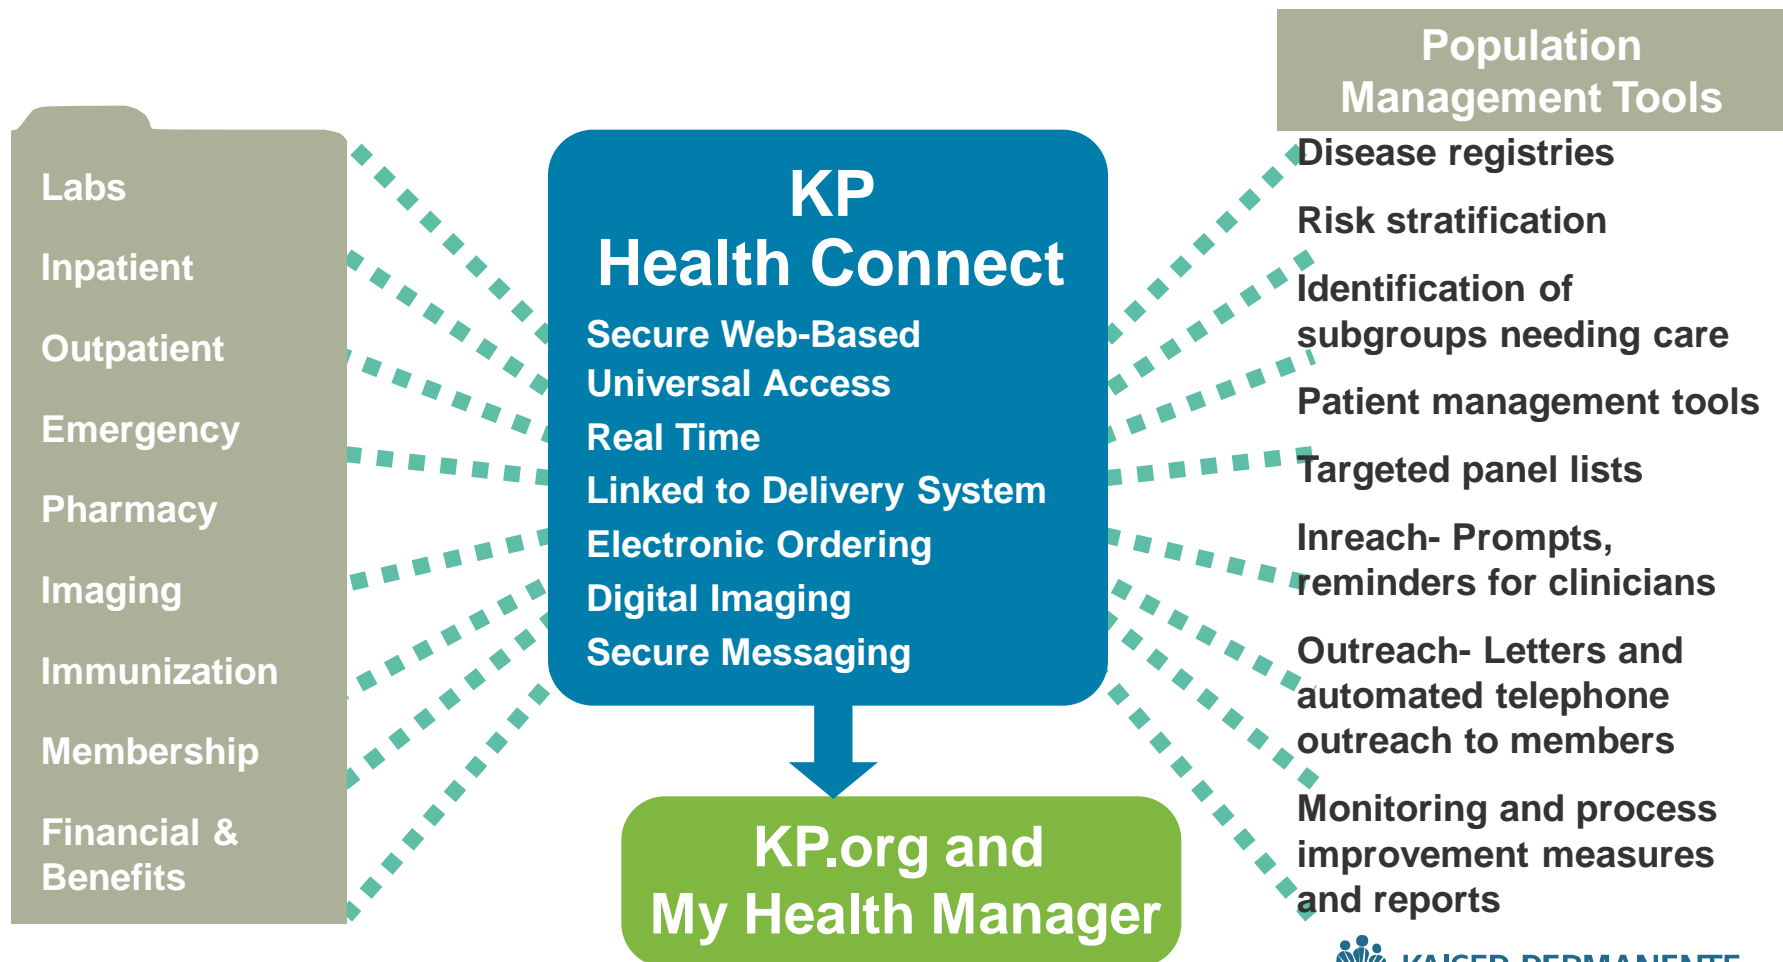 Population
Management Tools
Labs
Inpatient
Outpatient
Emergency
Pharmacy
Imaging
Immunization
Membership
Financial &
Benefits
KP
Health Connect
Secure Web-Based
Universal Access
Real Time
Linked to Delivery System
Electronic Ordering
Digital Imaging
Secure Messaging
KP.org and
My Health Manager
Disease registries
Risk stratification
Identification of
subgroups needing care
Patient management tools
Targeted panel lists
Inreach- Prompts,
reminders for clinicians
Outreach- Letters and
automated telephone
outreach to members
Monitoring and process
improvement measures
and reports
KAISER PERMANENTE